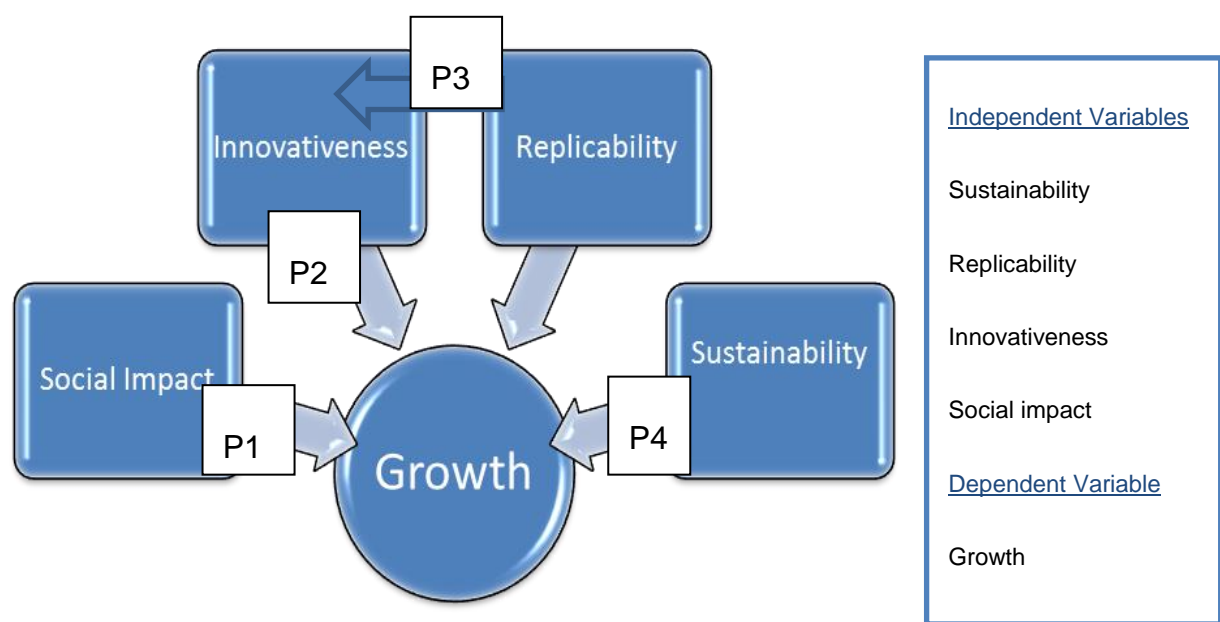 P3
Innovativeness
Replicability
P2
Social Impact
P1
Sustainability
P4
Growth
Independent Variables
Sustainability
Replicability
Innovativeness
Social impact
Dependent Variable
Growth